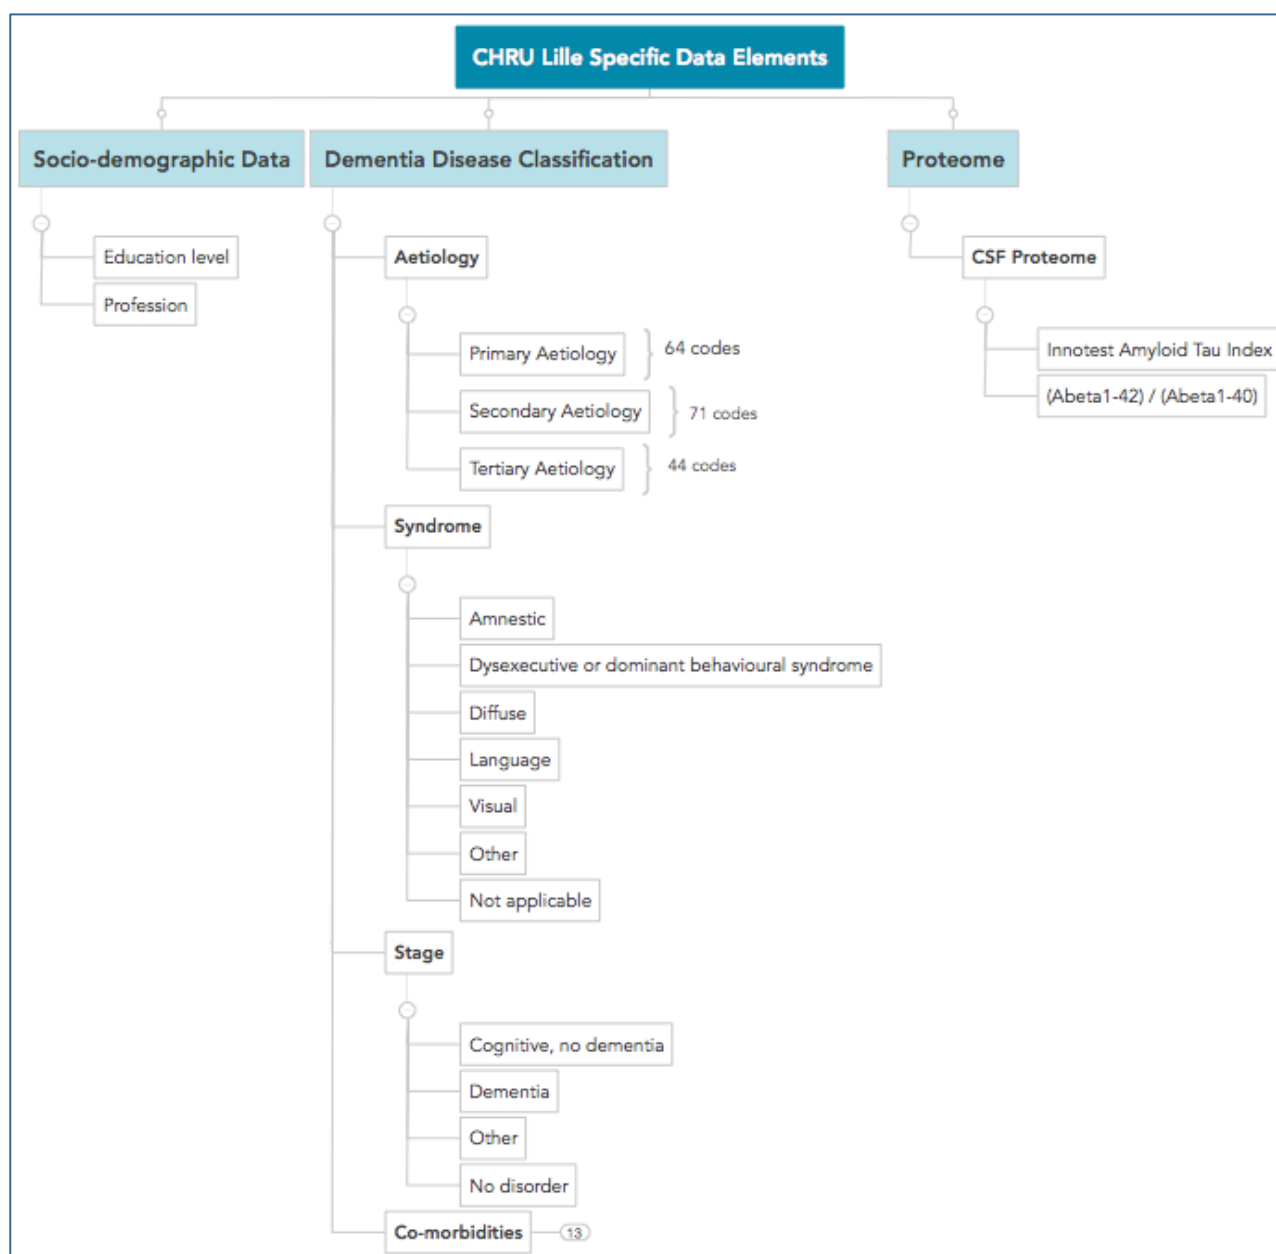 CHRU Lille Specific Data Elements
Socio-demographic Data
Education level
Profession
Dementia Disease Classification
Aetiology
Primary Aetiology
64 codes
Secondary Aetiology
71 codes
Tertiary Aetiology
44 codes
Syndrome
Amnestic
Dysexecutive or dominant behavioural syndrome
Diffuse
Language
Visual
Other
Not applicable
Stage
Cognitive, no dementia
Dementia
Other
No disorder
Co-morbidities
13
Proteome
CSF Proteome
Innotest Amyloid Tau Index
(Abeta1-42) / (Abeta1-40)